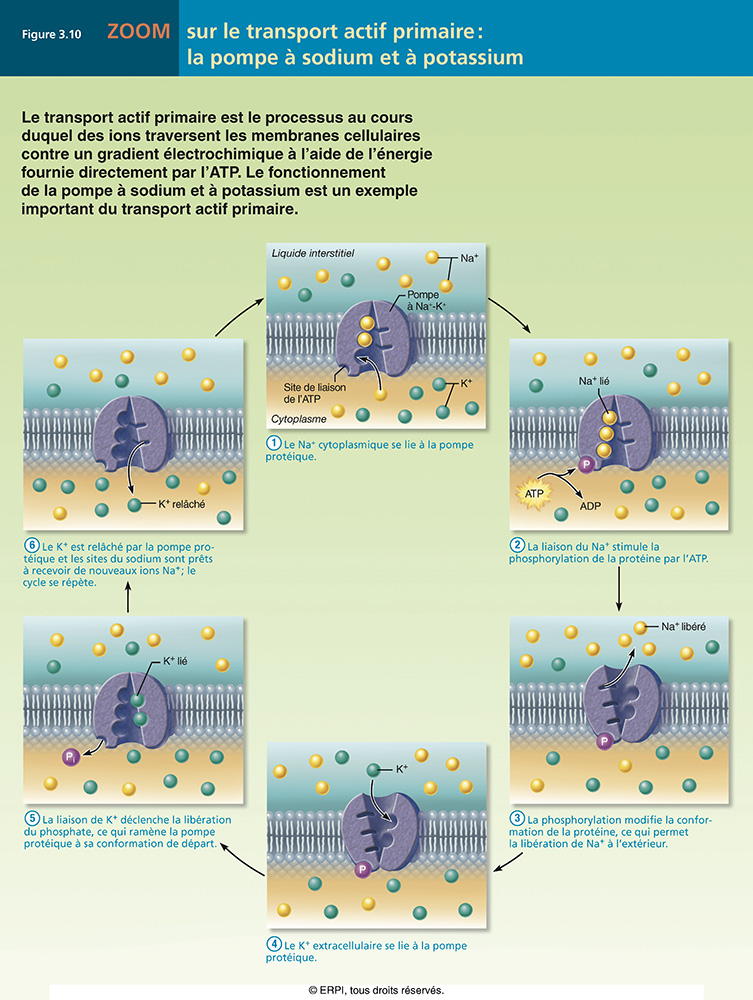 Figure 3.10
ZOOM sur le transport actif primaire :
la pompe à sodium et à potassium
Le transport actif primaire est le processus au cours
duquel des ions traversent les membranes cellulaires
contre un gradient électrochimique à l'aide de l'énergie
fournie directement par l'ATP. Le fonctionnement
de la pompe à sodium et à potassium est un exemple
important du transport actif primaire.
Liquide interstitiel
Na⁺
Pompe
à Na⁺-K⁺
Site de liaison
de l'ATP
K⁺
Cytoplasme
① Le Na⁺ cytoplasmique se lie à la pompe
protéique.
Na⁺ lié
P
ATP
ADP
② La liaison du Na⁺ stimule la
phosphorylation de la protéine par l'ATP.
Na⁺ libéré
P
③ La phosphorylation modifie la confor-
mation de la protéine, ce qui permet
la libération de Na⁺ à l'extérieur.
K⁺
P
④ Le K⁺ extracellulaire se lie à la pompe
protéique.
K⁺ lié
Pi
⑤ La liaison de K⁺ déclenche la libération
du phosphate, ce qui ramène la pompe
protéique à sa conformation de départ.
K⁺ relâché
⑥ Le K⁺ est relâché par la pompe pro-
téique et les sites du sodium sont prêts
à recevoir de nouveaux ions Na⁺; le
cycle se répète.
© ERPI, tous droits réservés.